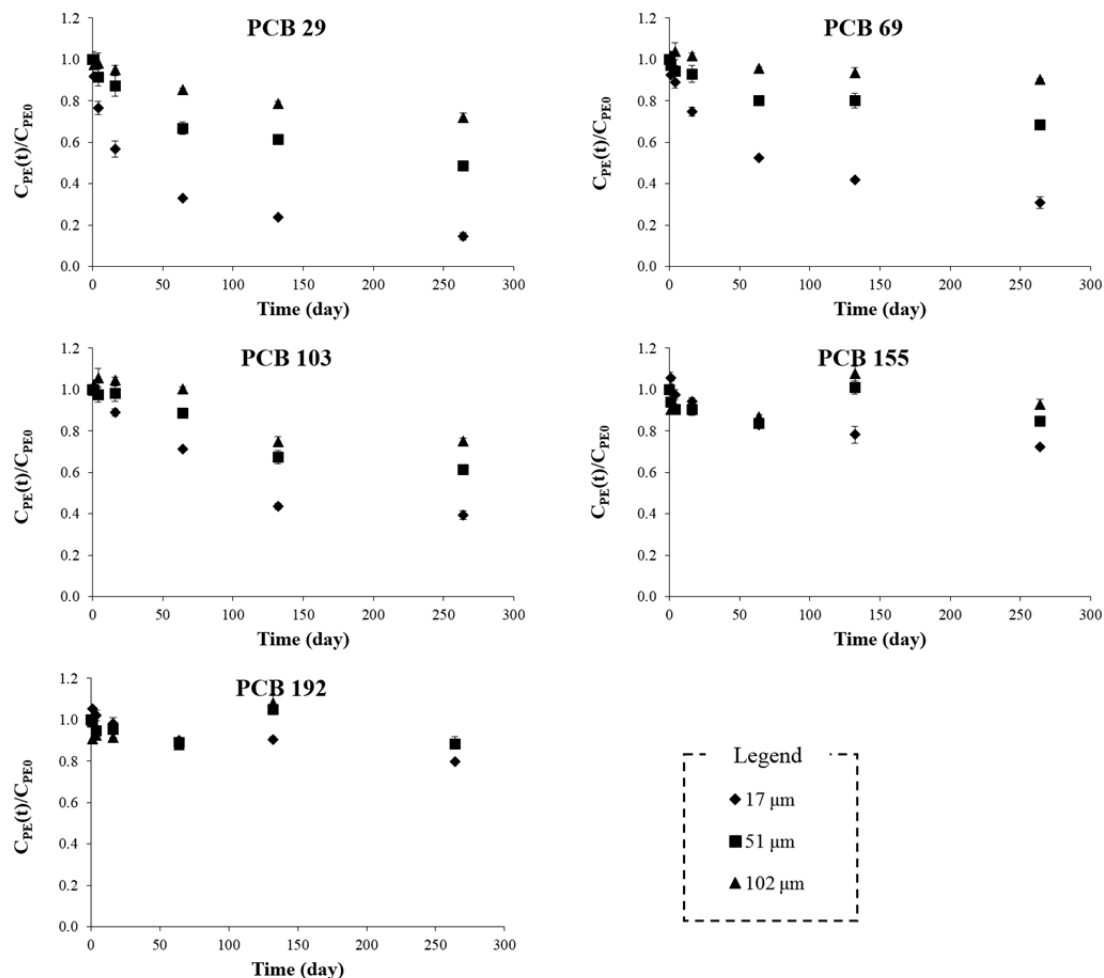 PCB 29
C_PE(t)/C_PE0
1.2
1.0
0.8
0.6
0.4
0.2
0.0
0 50 100 150 200 250 300
Time (day)
PCB 69
C_PE(t)/C_PE0
1.2
1.0
0.8
0.6
0.4
0.2
0.0
0 50 100 150 200 250 300
Time (day)
PCB 103
C_PE(t)/C_PE0
1.2
1.0
0.8
0.6
0.4
0.2
0.0
0 50 100 150 200 250 300
Time (day)
PCB 155
C_PE(t)/C_PE0
1.2
1.0
0.8
0.6
0.4
0.2
0.0
0 50 100 150 200 250 300
Time (day)
PCB 192
C_PE(t)/C_PE0
1.2
1.0
0.8
0.6
0.4
0.2
0.0
0 50 100 150 200 250 300
Time (day)
Legend
17 μm
51 μm
102 μm